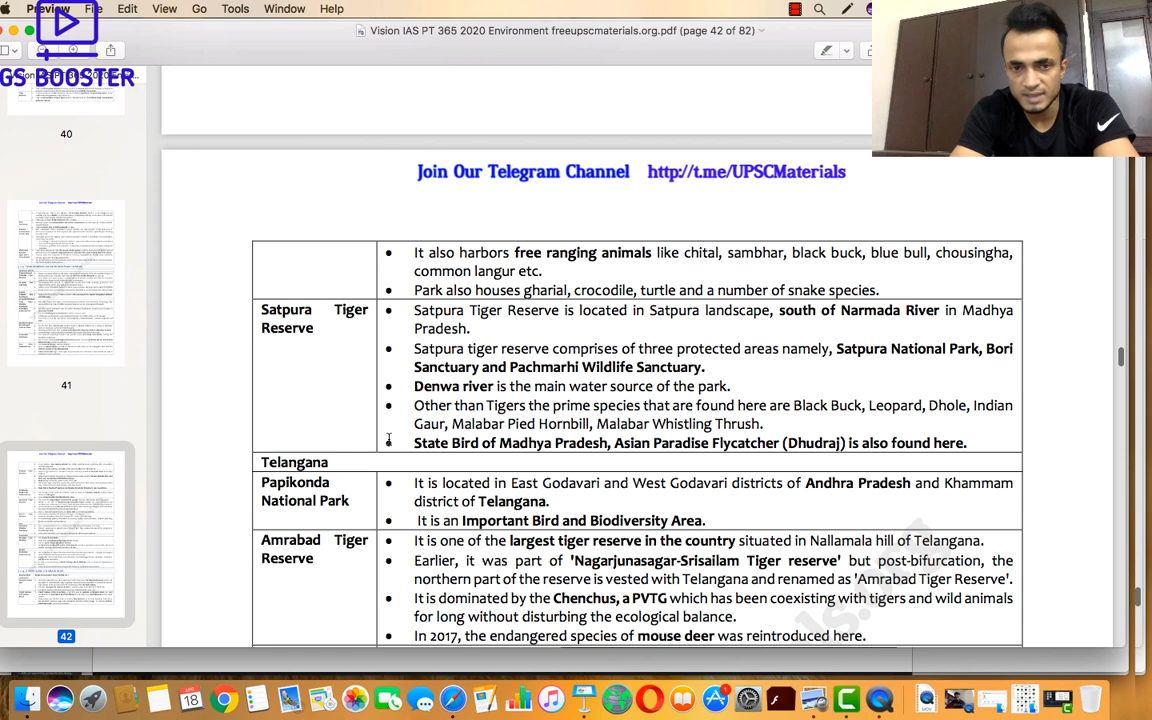 Preview File Edit View Go Tools Window Help
Vision IAS PT 365 2020 Environment freeupscmaterials.org.pdf (page 42 of 82)
GS BOOSTER
40
41
42
Join Our Telegram Channel http://t.me/UPSCMaterials
• It also harbors free ranging animals like chital, sambhar, black buck, blue bull, chousingha,
common langur etc.
• Park also houses gharial, crocodile, turtle and a number of snake species.
Satpura Tiger
Reserve
• Satpura Tiger Reserve is located in Satpura landscape, south of Narmada River in Madhya
Pradesh.
• Satpura tiger reserve comprises of three protected areas namely, Satpura National Park, Bori
Sanctuary and Pachmarhi Wildlife Sanctuary.
• Denwa river is the main water source of the park.
• Other than Tigers the prime species that are found here are Black Buck, Leopard, Dhole, Indian
Gaur, Malabar Pied Hornbill, Malabar Whistling Thrush.
• State Bird of Madhya Pradesh, Asian Paradise Flycatcher (Dhudraj) is also found here.
Telangana
Papikonda
National Park
• It is located in East Godavari and West Godavari districts of Andhra Pradesh and Khammam
district of Telangana.
• It is an Important Bird and Biodiversity Area.
Amrabad Tiger
Reserve
• It is one of the largest tiger reserve in the country situated in Nallamala hill of Telangana.
• Earlier, it was part of 'Nagarjunasagar-Srisailam Tiger reserve' but post-bifurcation, the
northern part of the reserve is vested with Telangana and renamed as 'Amrabad Tiger Reserve'.
• It is dominated by the Chenchus, a PVTG which has been coexisting with tigers and wild animals
for long without disturbing the ecological balance.
• In 2017, the endangered species of mouse deer was reintroduced here.
APR
18